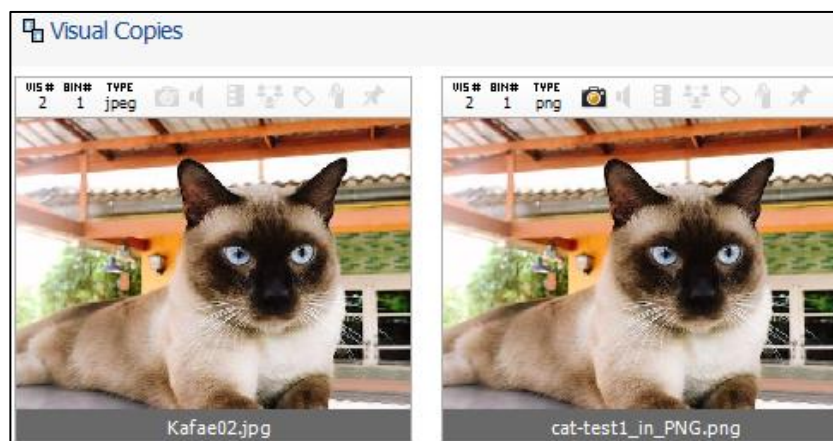 Visual Copies
VIS# BIN# TYPE
2 1 jpeg
VIS# BIN# TYPE
2 1 png
Kafae02.jpg
cat-test1_in_PNG.png